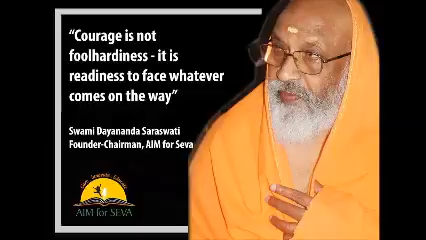 “Courage is not
foolhardiness - it is
readiness to face whatever
comes on the way”
Swami Dayananda Saraswati
Founder-Chairman, AIM for Seva
AIM for SEVA